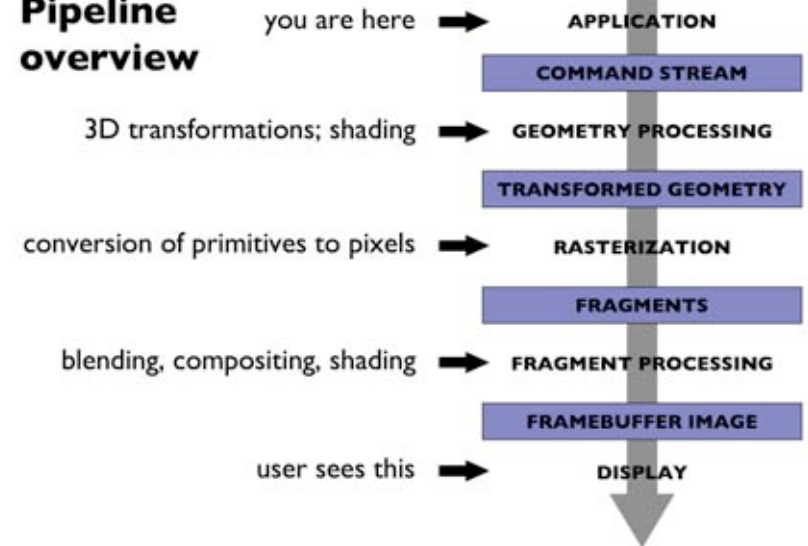 Pipeline
overview
you are here
APPLICATION
COMMAND STREAM
3D transformations; shading
GEOMETRY PROCESSING
TRANSFORMED GEOMETRY
conversion of primitives to pixels
RASTERIZATION
FRAGMENTS
blending, compositing, shading
FRAGMENT PROCESSING
FRAMEBUFFER IMAGE
user sees this
DISPLAY